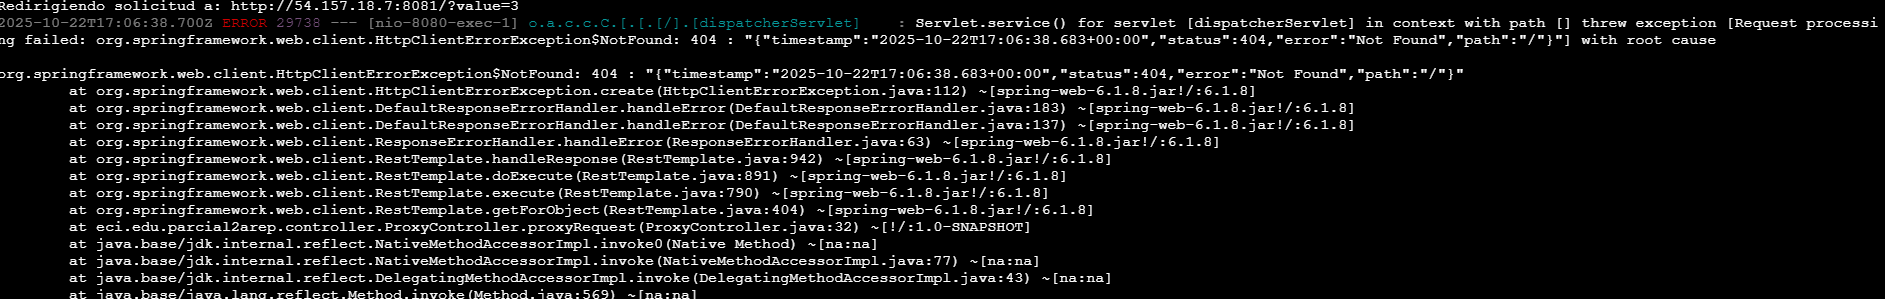 Redirigiendo solicitud a: http://54.157.18.7:8081/?value=3
2025-10-22T17:06:38.700Z ERROR 29738 --- [nio-8080-exec-1] o.a.c.c.C.[.[.[/].[dispatcherServlet]    : Servlet.service() for servlet [dispatcherServlet] in context with path [] threw exception [Request processi
ng failed: org.springframework.web.client.HttpClientErrorException$NotFound: 404 : "{"timestamp":"2025-10-22T17:06:38.683+00:00","status":404,"error":"Not Found","path":"/"}"] with root cause
org.springframework.web.client.HttpClientErrorException$NotFound: 404 : "{"timestamp":"2025-10-22T17:06:38.683+00:00","status":404,"error":"Not Found","path":"/"}"
at org.springframework.web.client.HttpClientErrorException.create(HttpClientErrorException.java:112) ~[spring-web-6.1.8.jar!/:6.1.8]
at org.springframework.web.client.DefaultResponseErrorHandler.handleError(DefaultResponseErrorHandler.java:183) ~[spring-web-6.1.8.jar!/:6.1.8]
at org.springframework.web.client.DefaultResponseErrorHandler.handleError(DefaultResponseErrorHandler.java:137) ~[spring-web-6.1.8.jar!/:6.1.8]
at org.springframework.web.client.ResponseErrorHandler.handleError(ResponseErrorHandler.java:63) ~[spring-web-6.1.8.jar!/:6.1.8]
at org.springframework.web.client.RestTemplate.handleResponse(RestTemplate.java:942) ~[spring-web-6.1.8.jar!/:6.1.8]
at org.springframework.web.client.RestTemplate.doExecute(RestTemplate.java:891) ~[spring-web-6.1.8.jar!/:6.1.8]
at org.springframework.web.client.RestTemplate.execute(RestTemplate.java:790) ~[spring-web-6.1.8.jar!/:6.1.8]
at org.springframework.web.client.RestTemplate.getForObject(RestTemplate.java:404) ~[spring-web-6.1.8.jar!/:6.1.8]
at eci.edu.parcial2arep.controller.ProxyController.proxyRequest(ProxyController.java:32) ~[!/:1.0-SNAPSHOT]
at java.base/jdk.internal.reflect.NativeMethodAccessorImpl.invoke0(Native Method) ~[na:na]
at java.base/jdk.internal.reflect.NativeMethodAccessorImpl.invoke(NativeMethodAccessorImpl.java:77) ~[na:na]
at java.base/jdk.internal.reflect.DelegatingMethodAccessorImpl.invoke(DelegatingMethodAccessorImpl.java:43) ~[na:na]
at java.base/java.lang.reflect.Method.invoke(Method.java:569) ~[na:na]